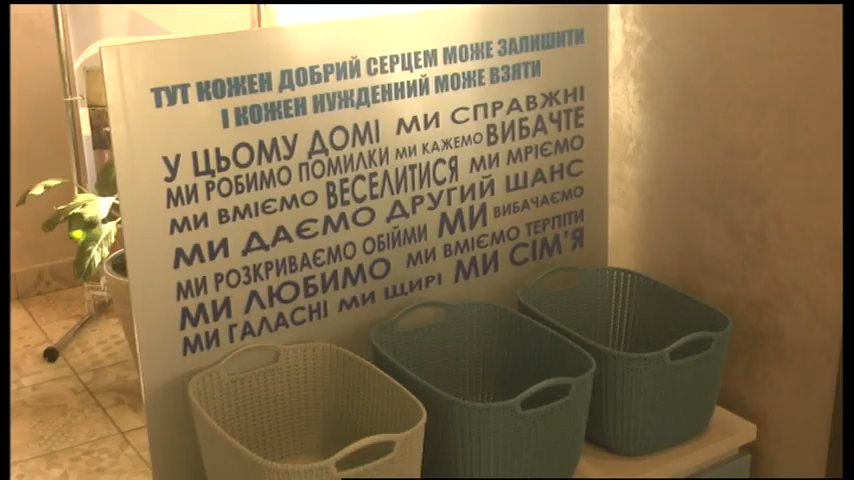 ТУТ КОЖЕН ДОБРИЙ СЕРЦЕМ МОЖЕ ЗАЛИШИТИ
І КОЖЕН НУЖДЕННИЙ МОЖЕ ВЗЯТИ
У ЦЬОМУ ДОМІ МИ СПРАВЖНІ
МИ РОБИМО ПОМИЛКИ МИ КАЖЕМО ВИБАЧТЕ
МИ ВМІЄМО ВЕСЕЛИТИСЯ МИ МРІЄМО
МИ ДАЄМО ДРУГИЙ ШАНС
МИ РОЗКРИВАЄМО ОБІЙМИ МИ ВИБАЧАЄМО
МИ ЛЮБИМО МИ ВМІЄМО ТЕРПІТИ
МИ ГАЛАСНІ МИ ЩИРІ МИ СІМ'Я